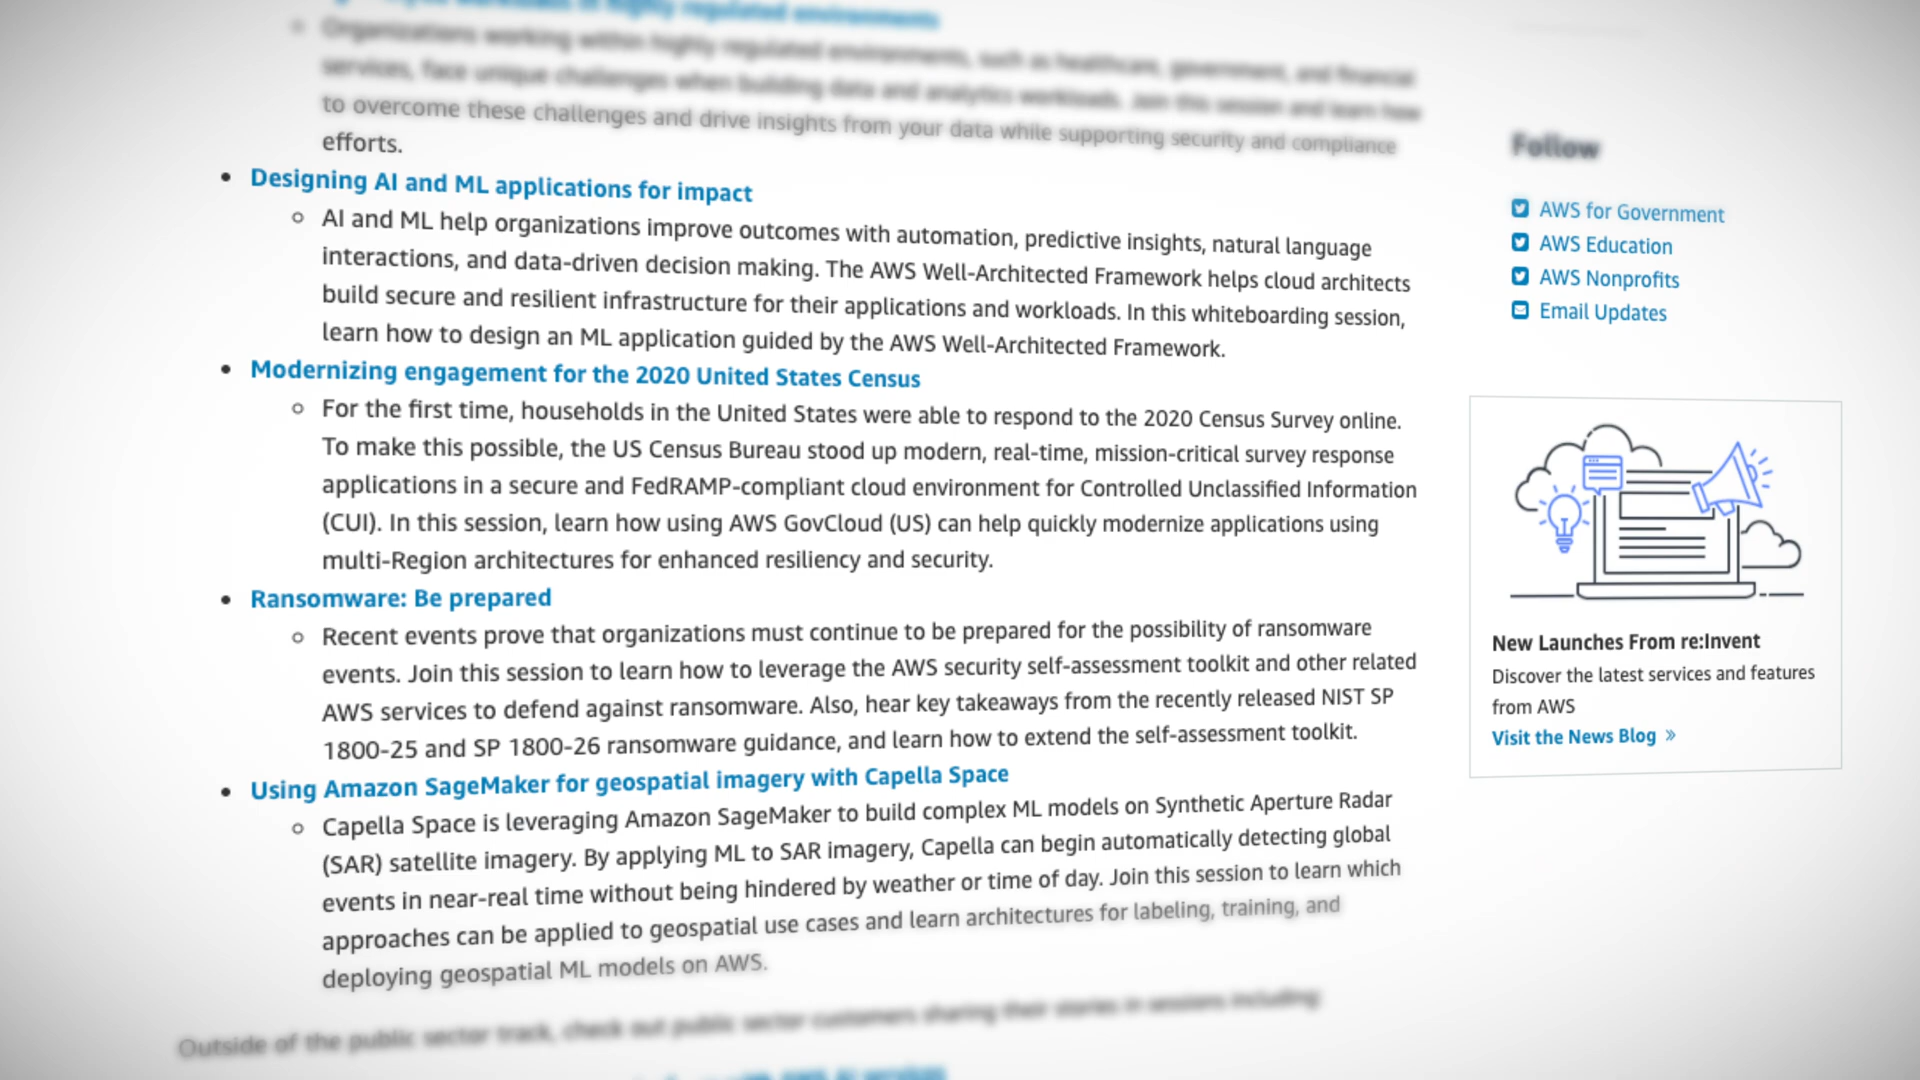 highly regulated environments
Organizations working within highly regulated environments, such as healthcare, government, and financial
services, face unique challenges when building data and analytics workloads. Join this session and learn how
to overcome these challenges and drive insights from your data while supporting security and compliance
efforts.
Designing AI and ML applications for impact
AI and ML help organizations improve outcomes with automation, predictive insights, natural language
interactions, and data-driven decision making. The AWS Well-Architected Framework helps cloud architects
build secure and resilient infrastructure for their applications and workloads. In this whiteboarding session,
learn how to design an ML application guided by the AWS Well-Architected Framework.
Modernizing engagement for the 2020 United States Census
For the first time, households in the United States were able to respond to the 2020 Census Survey online.
To make this possible, the US Census Bureau stood up modern, real-time, mission-critical survey response
applications in a secure and FedRAMP-compliant cloud environment for Controlled Unclassified Information
(CUI). In this session, learn how using AWS GovCloud (US) can help quickly modernize applications using
multi-Region architectures for enhanced resiliency and security.
Ransomware: Be prepared
Recent events prove that organizations must continue to be prepared for the possibility of ransomware
events. Join this session to learn how to leverage the AWS security self-assessment toolkit and other related
AWS services to defend against ransomware. Also, hear key takeaways from the recently released NIST SP
1800-25 and SP 1800-26 ransomware guidance, and learn how to extend the self-assessment toolkit.
Using Amazon SageMaker for geospatial imagery with Capella Space
Capella Space is leveraging Amazon SageMaker to build complex ML models on Synthetic Aperture Radar
(SAR) satellite imagery. By applying ML to SAR imagery, Capella can begin automatically detecting global
events in near-real time without being hindered by weather or time of day. Join this session to learn which
approaches can be applied to geospatial use cases and learn architectures for labeling, training, and
deploying geospatial ML models on AWS.
Outside of the public sector track, check out public sector customers sharing their stories in sessions including:
Follow
AWS for Government
AWS Education
AWS Nonprofits
Email Updates
New Launches From re:Invent
Discover the latest services and features
from AWS
Visit the News Blog »